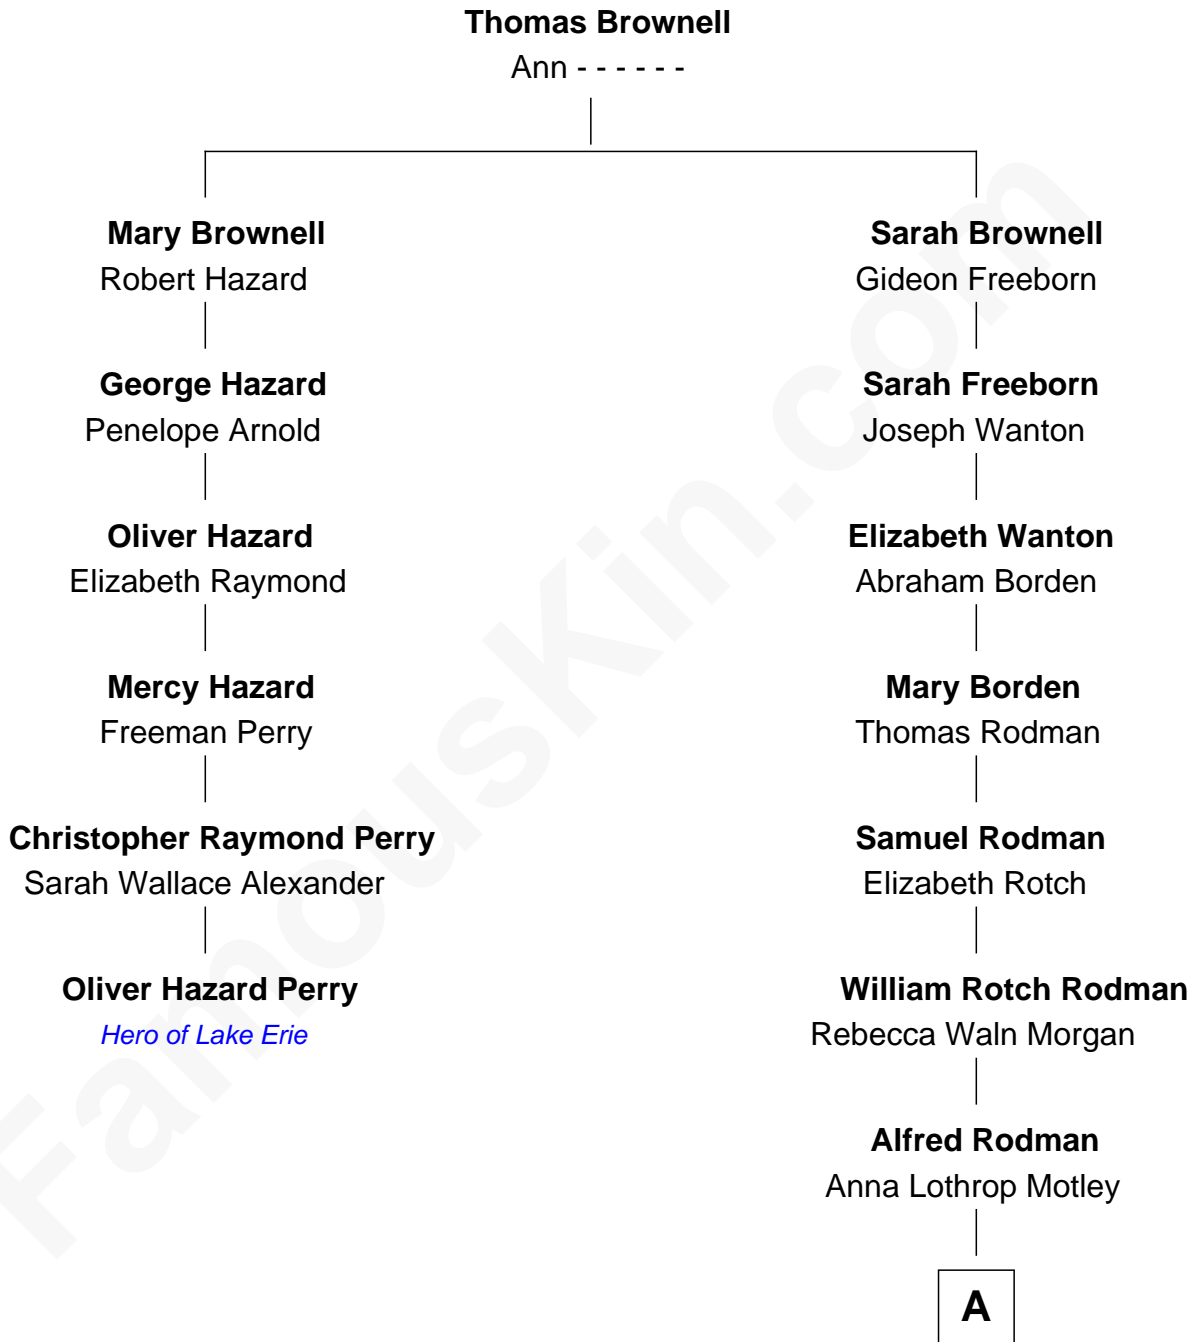 Thomas Brownell
Ann - - - - - -
Mary Brownell
Robert Hazard
George Hazard
Penelope Arnold
Oliver Hazard
Elizabeth Raymond
Mercy Hazard
Freeman Perry
Christopher Raymond Perry
Sarah Wallace Alexander
Oliver Hazard Perry
Hero of Lake Erie
Sarah Brownell
Gideon Freeborn
Sarah Freeborn
Joseph Wanton
Elizabeth Wanton
Abraham Borden
Mary Borden
Thomas Rodman
Samuel Rodman
Elizabeth Rotch
William Rotch Rodman
Rebecca Waln Morgan
Alfred Rodman
Anna Lothrop Motley
A
FamousKin.com